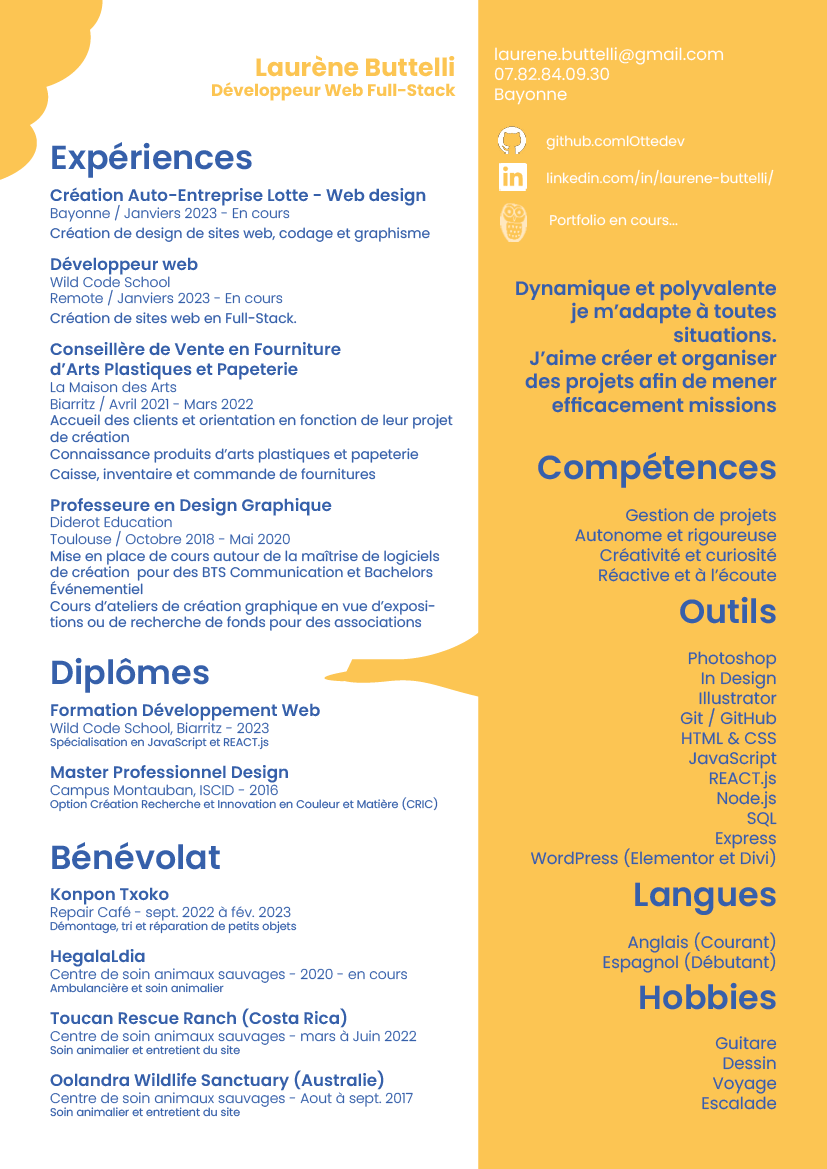 Laurène Buttelli
Développeur Web Full-Stack
laurene.buttelli@gmail.com
07.82.84.09.30
Bayonne
github.comlOttedev
linkedin.com/in/laurene-buttelli/
Portfolio en cours...
Expériences
Création Auto-Entreprise Lotte - Web design
Bayonne / Janviers 2023 - En cours
Création de design de sites web, codage et graphisme
Développeur web
Wild Code School
Remote / Janviers 2023 - En cours
Création de sites web en Full-Stack.
Conseillère de Vente en Fourniture
d’Arts Plastiques et Papeterie
La Maison des Arts
Biarritz / Avril 2021 - Mars 2022
Accueil des clients et orientation en fonction de leur projet
de création
Connaissance produits d’arts plastiques et papeterie
Caisse, inventaire et commande de fournitures
Professeure en Design Graphique
Diderot Education
Toulouse / Octobre 2018 - Mai 2020
Mise en place de cours autour de la maîtrise de logiciels
de création  pour des BTS Communication et Bachelors
Événementiel
Cours d’ateliers de création graphique en vue d’exposi-
tions ou de recherche de fonds pour des associations
Diplômes
Formation Développement Web
Wild Code School, Biarritz - 2023
Spécialisation en JavaScript et REACT.js
Master Professionnel Design
Campus Montauban, ISCID - 2016
Option Création Recherche et Innovation en Couleur et Matière (CRIC)
Bénévolat
Konpon Txoko
Repair Café - sept. 2022 à fév. 2023
Démontage, tri et réparation de petits objets
HegalaLdia
Centre de soin animaux sauvages - 2020 - en cours
Ambulancière et soin animalier
Toucan Rescue Ranch (Costa Rica)
Centre de soin animaux sauvages - mars à Juin 2022
Soin animalier et entretient du site
Oolandra Wildlife Sanctuary (Australie)
Centre de soin animaux sauvages - Aout à sept. 2017
Soin animalier et entretient du site
Dynamique et polyvalente
je m’adapte à toutes
situations.
J’aime créer et organiser
des projets afin de mener
efficacement missions
Compétences
Gestion de projets
Autonome et rigoureuse
Créativité et curiosité
Réactive et à l’écoute
Outils
Photoshop
In Design
Illustrator
Git / GitHub
HTML & CSS
JavaScript
REACT.js
Node.js
SQL
Express
WordPress (Elementor et Divi)
Langues
Anglais (Courant)
Espagnol (Débutant)
Hobbies
Guitare
Dessin
Voyage
Escalade